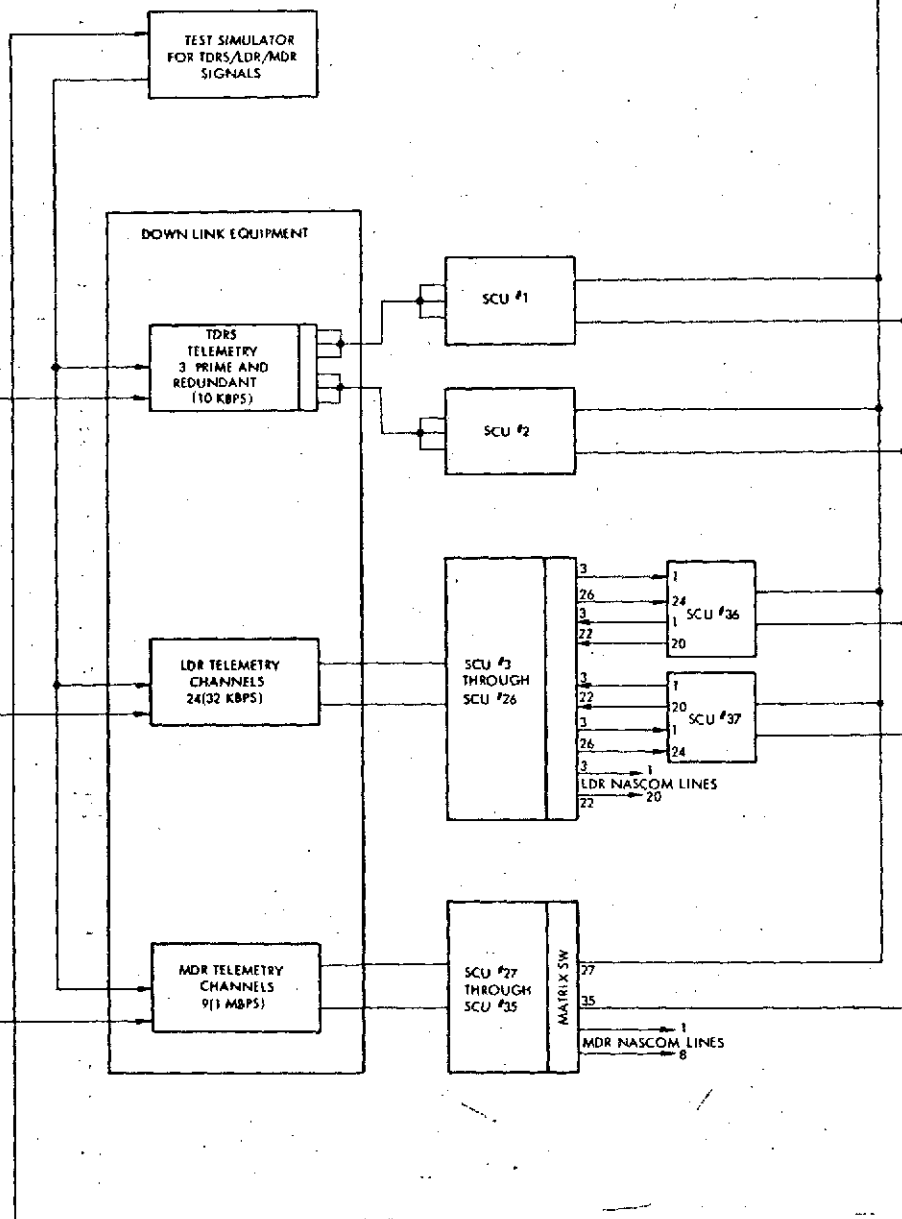 TEST SIMULATOR
FOR TDRS/LDR/MDR
SIGNALS
DOWN LINK EQUIPMENT
TDRS
TELEMETRY
3 PRIME AND
REDUNDANT
(10 KBPS)
SCU #1
SCU #2
LDR TELEMETRY
CHANNELS
24(32 KBPS)
SCU #3
THROUGH
SCU #26
3
26
3
22
3
22
3
26
3
22
1
24
1
20
SCU #36
1
20
1
24
SCU #37
1
LDR NASCOM LINES
20
MDR TELEMETRY
CHANNELS
9(1 MBPS)
SCU #27
THROUGH
SCU #35
MATRIX SW
27
35
1
MDR NASCOM LINES
8